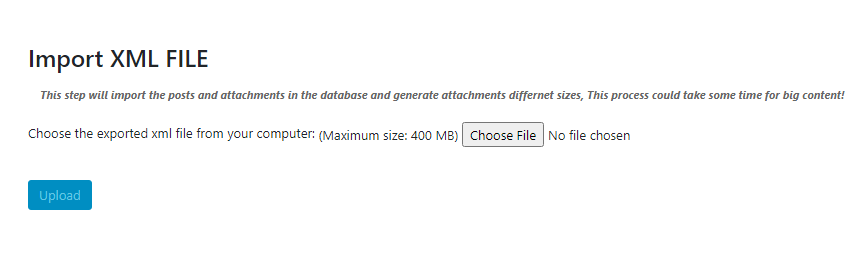 Import XML FILE
This step will import the posts and attachments in the database and generate attachments differnet sizes, This process could take some time for big content!
Choose the exported xml file from your computer: (Maximum size: 400 MB) Choose File No file chosen
Upload